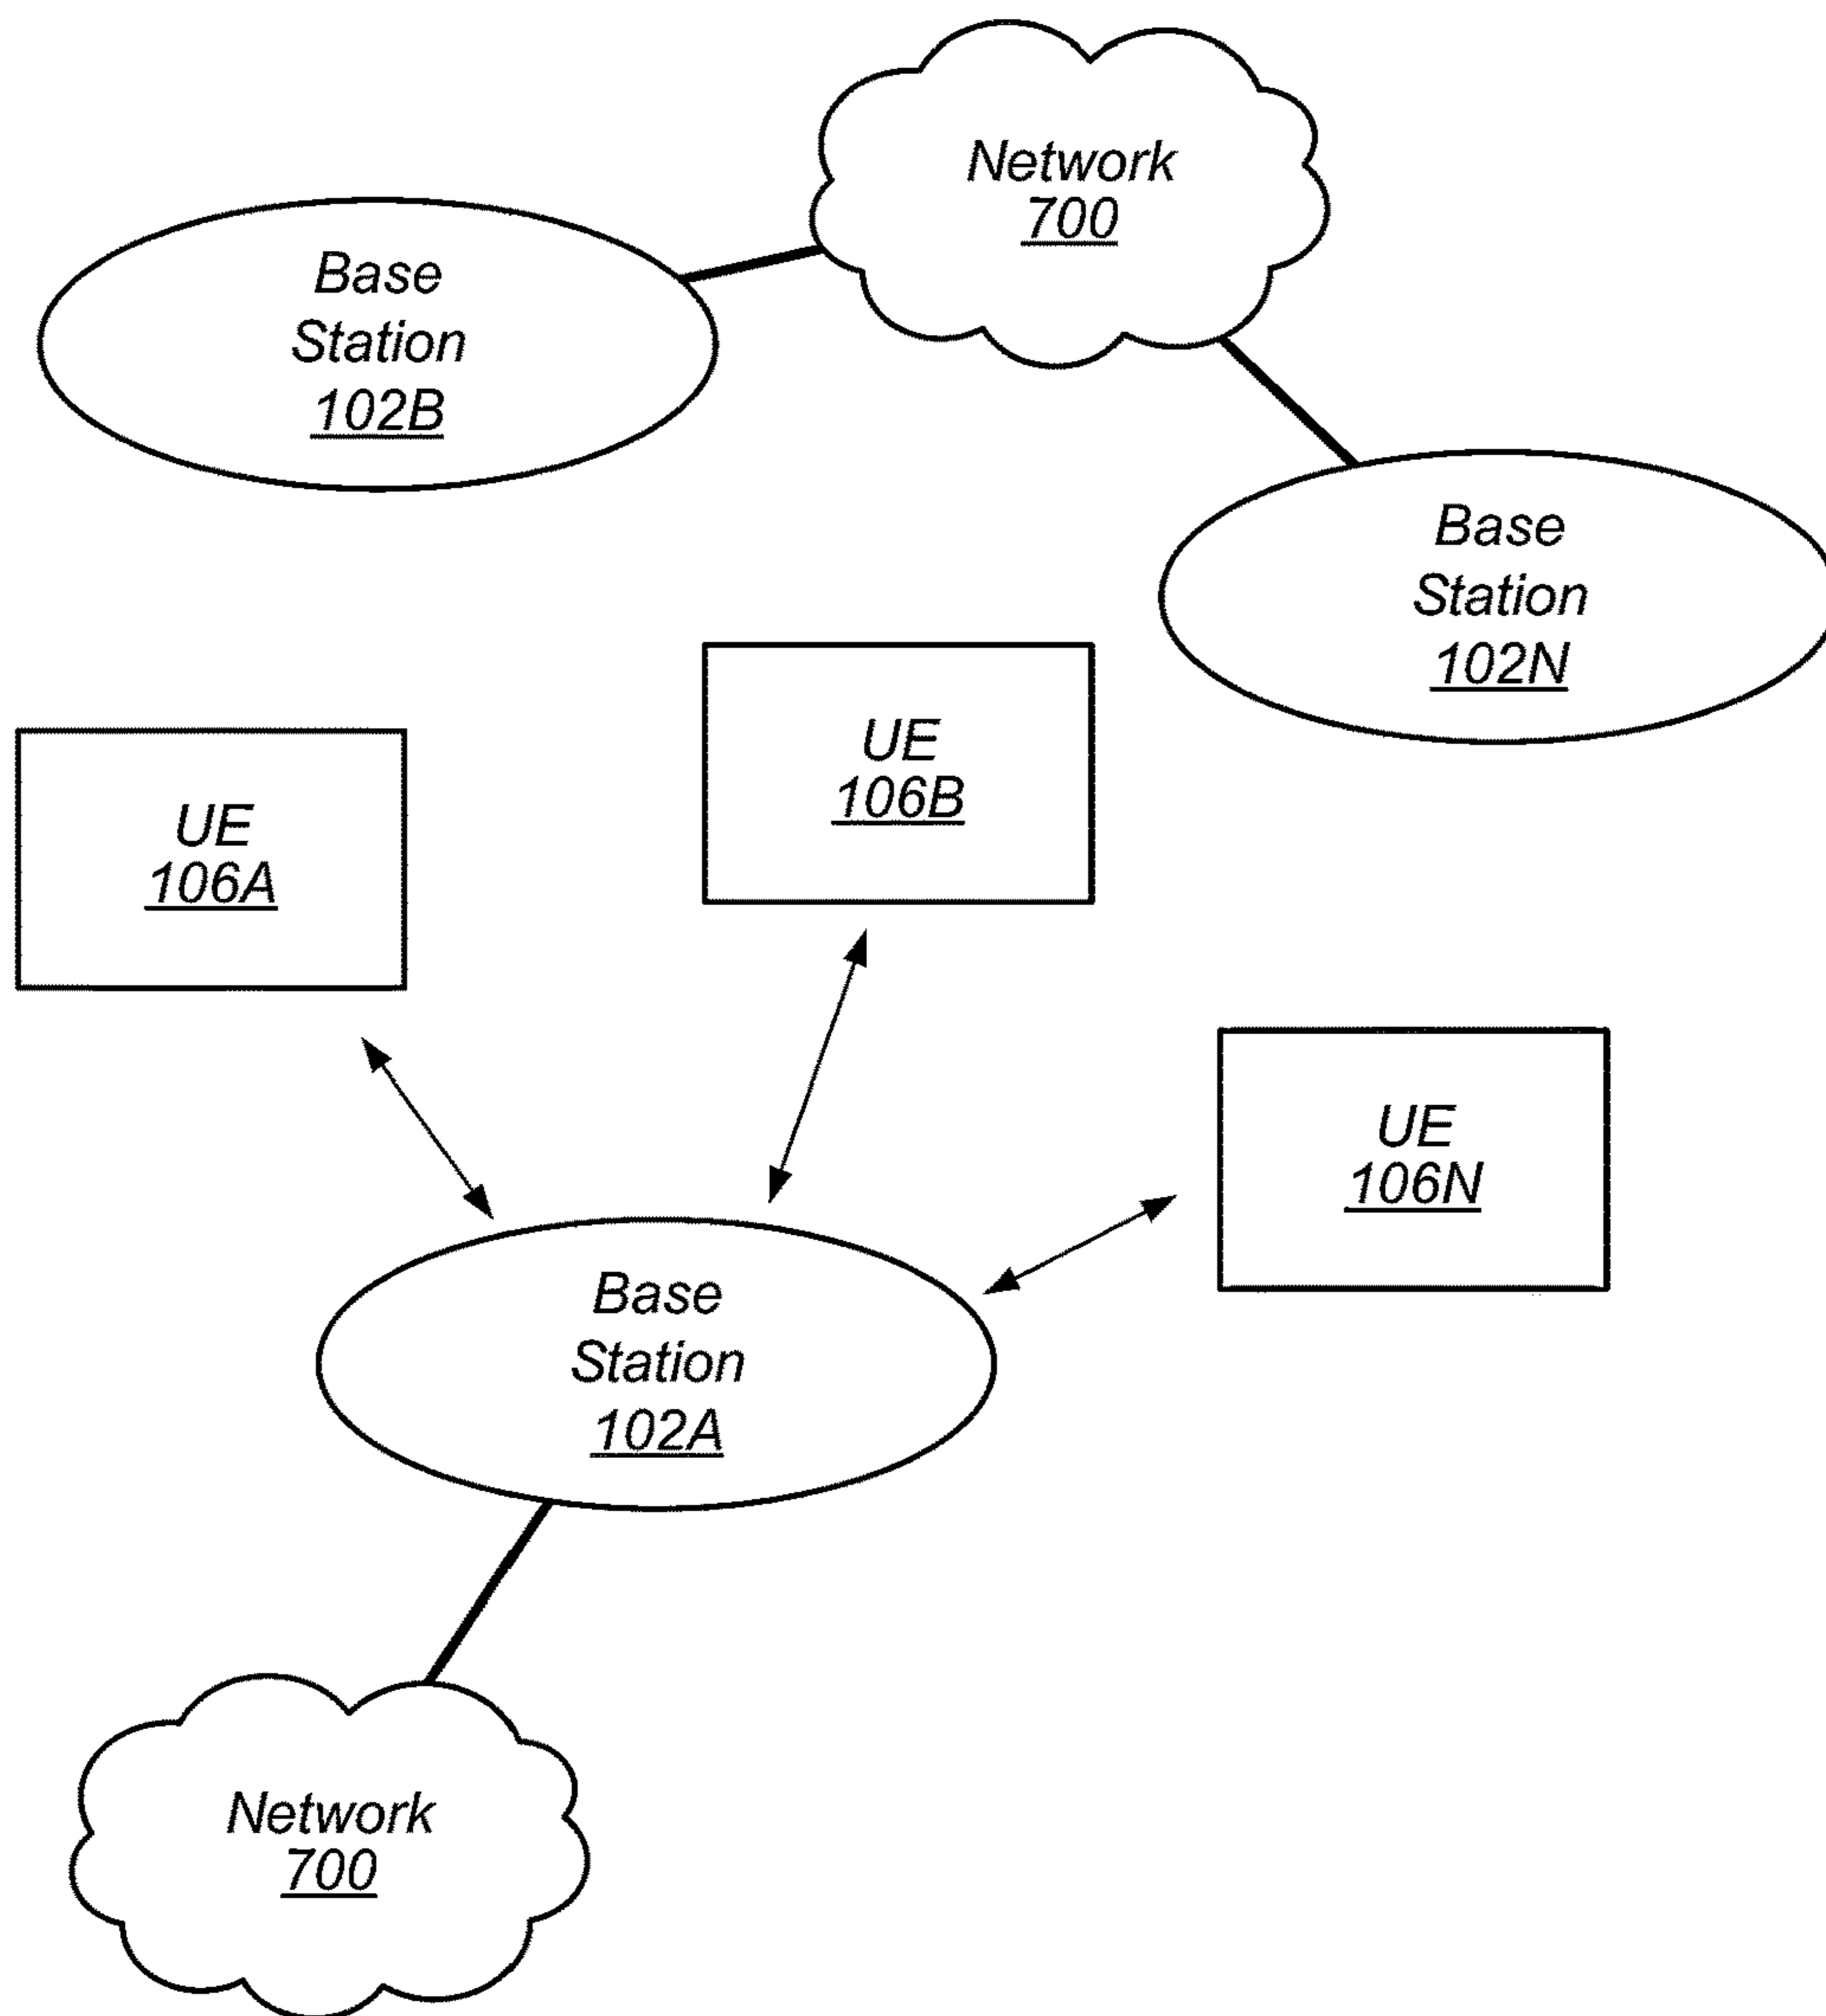 Network
700
Base
Station
102B
Base
Station
102N
UE
106B
UE
106A
UE
106N
Base
Station
102A
Network
700